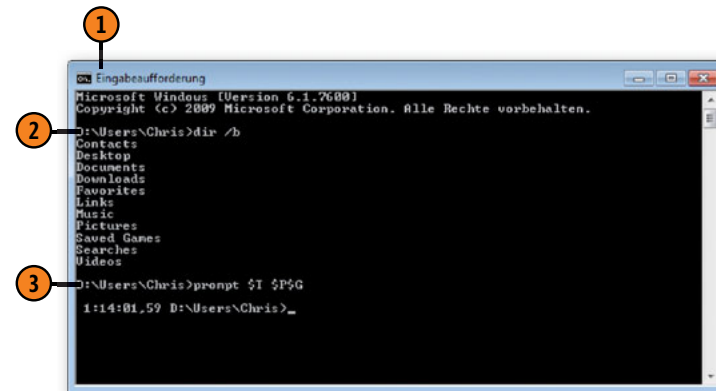 1
Eingabeaufforderung
Microsoft Windows [Version 6.1.7600]
Copyright (c) 2009 Microsoft Corporation. Alle Rechte vorbehalten.
2
D:\Users\Chris>dir /b
Contacts
Desktop
Documents
Downloads
Favorites
Links
Music
Pictures
Saved Games
Searches
Videos
3
D:\Users\Chris>prompt $T $P$G
1:14:01,59 D:\Users\Chris>_